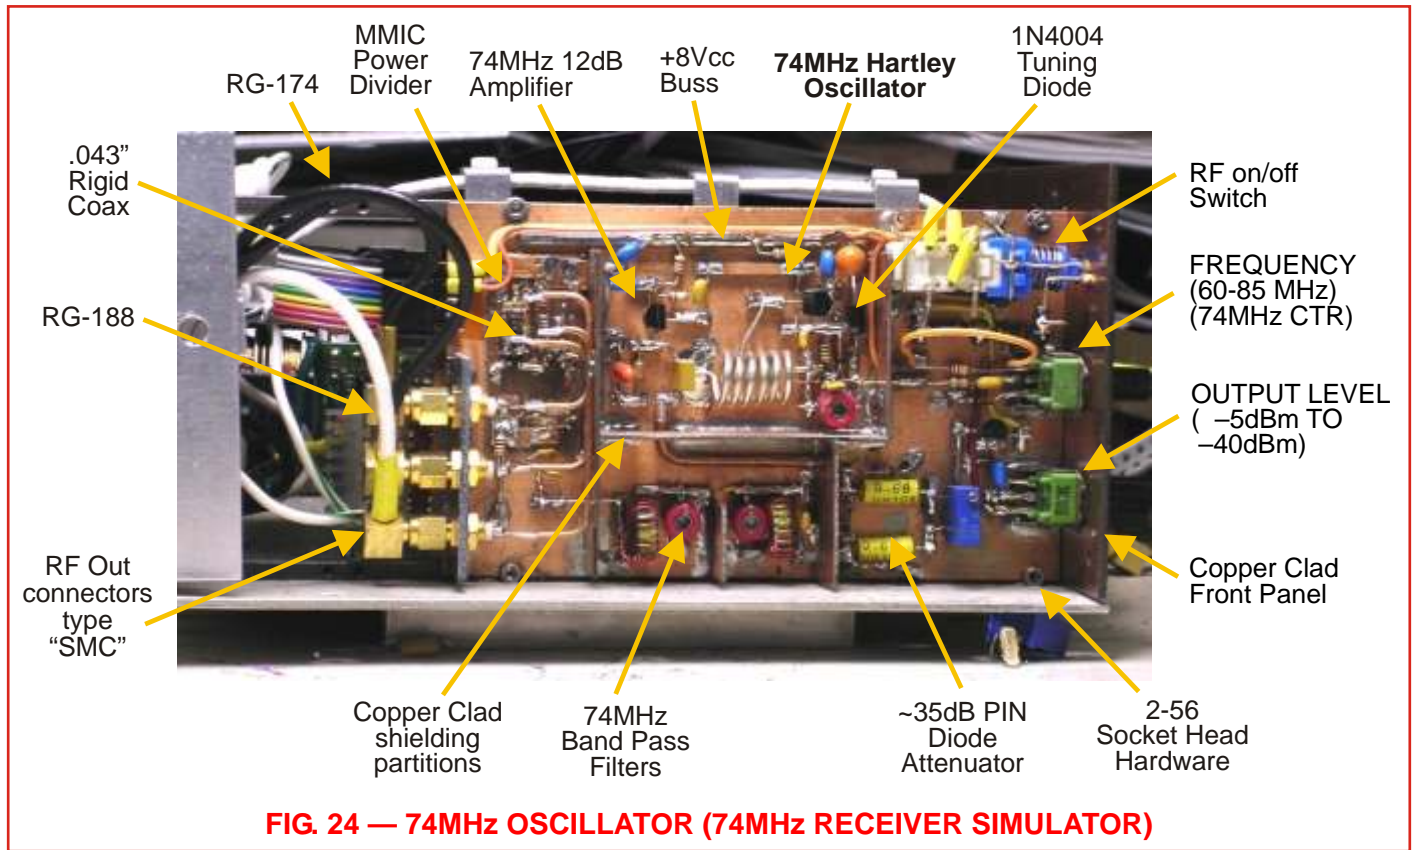 MMIC
Power
Divider
RG-174
74MHz 12dB
Amplifier
+8Vcc
Buss
74MHz Hartley
Oscillator
1N4004
Tuning
Diode
.043”
Rigid
Coax
RG-188
RF Out
connectors
type
“SMC”
RF on/off
Switch
FREQUENCY
(60-85 MHz)
(74MHz CTR)
OUTPUT LEVEL
( –5dBm TO
–40dBm)
Copper Clad
Front Panel
Copper Clad
shielding
partitions
74MHz
Band Pass
Filters
~35dB PIN
Diode
Attenuator
2-56
Socket Head
Hardware
FIG. 24 — 74MHz OSCILLATOR (74MHz RECEIVER SIMULATOR)